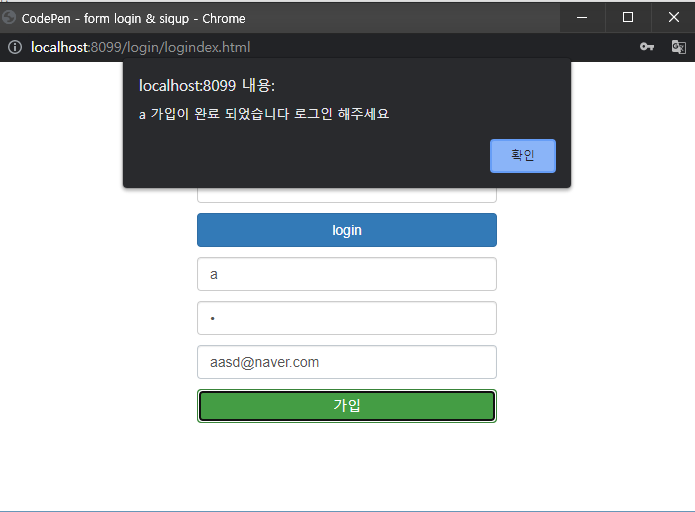 CodePen - form login & siqup - Chrome
localhost:8099/login/logindex.html
localhost:8099 내용:
a 가입이 완료 되었습니다 로그인 해주세요
확인
login
a
•
aasd@naver.com
가입